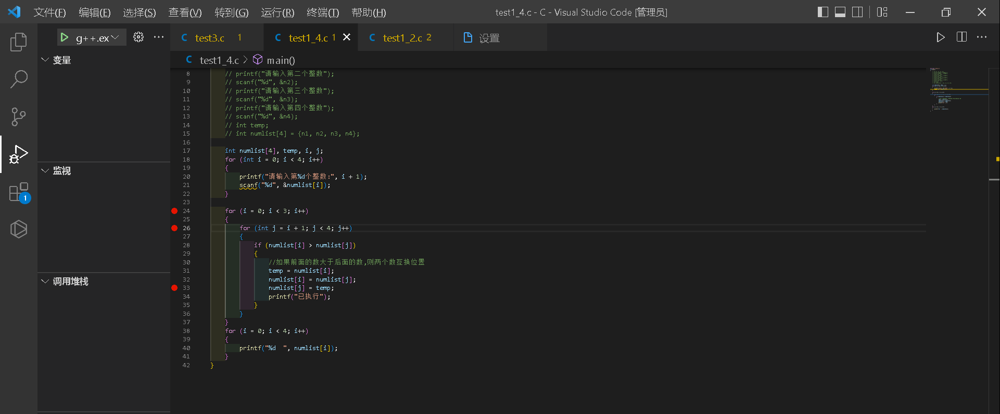 文件(F) 编辑(E) 选择(S) 查看(V) 转到(G) 运行(R) 终端(T) 帮助(H) test1_4.c - C - Visual Studio Code [管理员]
g++.ex
test3.c 1 test1_4.c 1 test1_2.c 2 设置
test1_4.c > main()
变量
监视
调用堆栈
1
8 // printf("请输入第二个整数");
9 // scanf("%d", &n2);
10 // printf("请输入第三个整数");
11 // scanf("%d", &n3);
12 // printf("请输入第四个整数");
13 // scanf("%d", &n4);
14 // int temp;
15 // int numlist[4] = {n1, n2, n3, n4};
16
17 int numlist[4], temp, i, j;
18 for (int i = 0; i < 4; i++)
19 {
20 printf("请输入第%d个整数:", i + 1);
21 scanf("%d", &numlist[i]);
22 }
23
24 for (i = 0; i < 3; i++)
25 {
26 for (int j = i + 1; j < 4; j++)
27 {
28 if (numlist[i] > numlist[j])
29 {
30 //如果前面的数大于后面的数,则两个数互换位置
31 temp = numlist[i];
32 numlist[i] = numlist[j];
33 numlist[j] = temp;
34 printf("已执行");
35 }
36 }
37 }
38 for (i = 0; i < 4; i++)
39 {
40 printf("%d  ", numlist[i]);
41 }
42 }